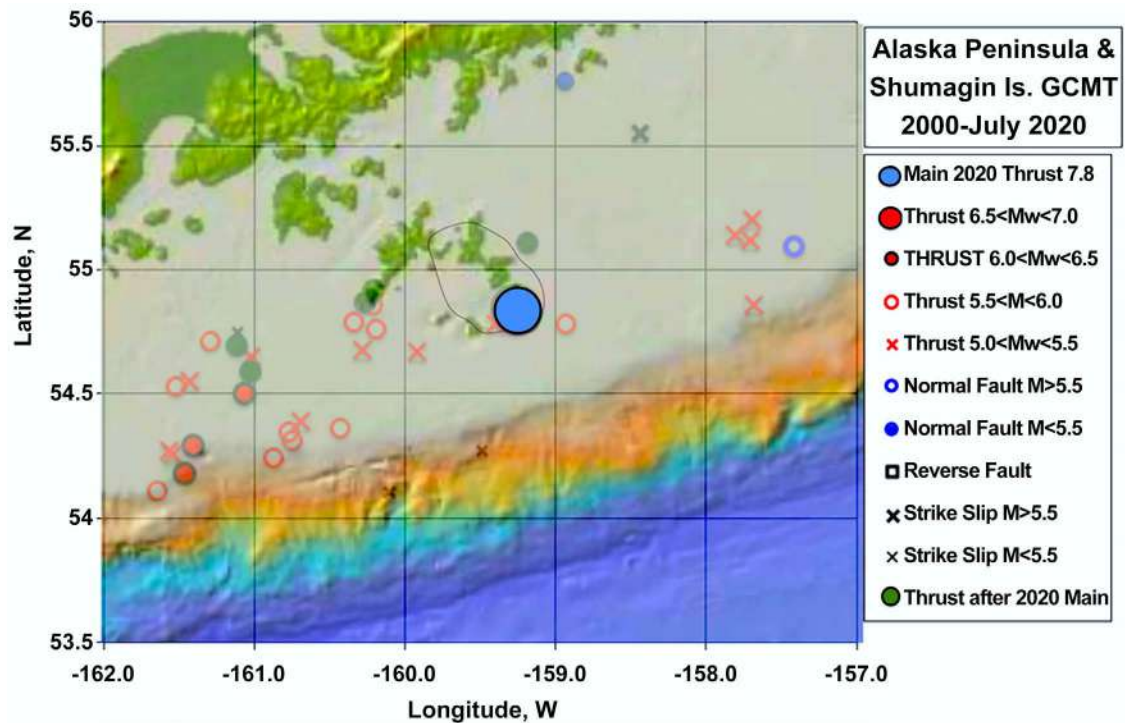 Alaska Peninsula &
Shumagin Is. GCMT
2000-July 2020
Main 2020 Thrust 7.8
Thrust 6.5<Mw<7.0
THRUST 6.0<Mw<6.5
Thrust 5.5<M<6.0
Thrust 5.0<Mw<5.5
Normal Fault M>5.5
Normal Fault M<5.5
Reverse Fault
Strike Slip M>5.5
Strike Slip M<5.5
Thrust after 2020 Main
Latitude, N
56
55.5
55
54.5
54
53.5
-162.0
-161.0
-160.0
-159.0
-158.0
-157.0
Longitude, W